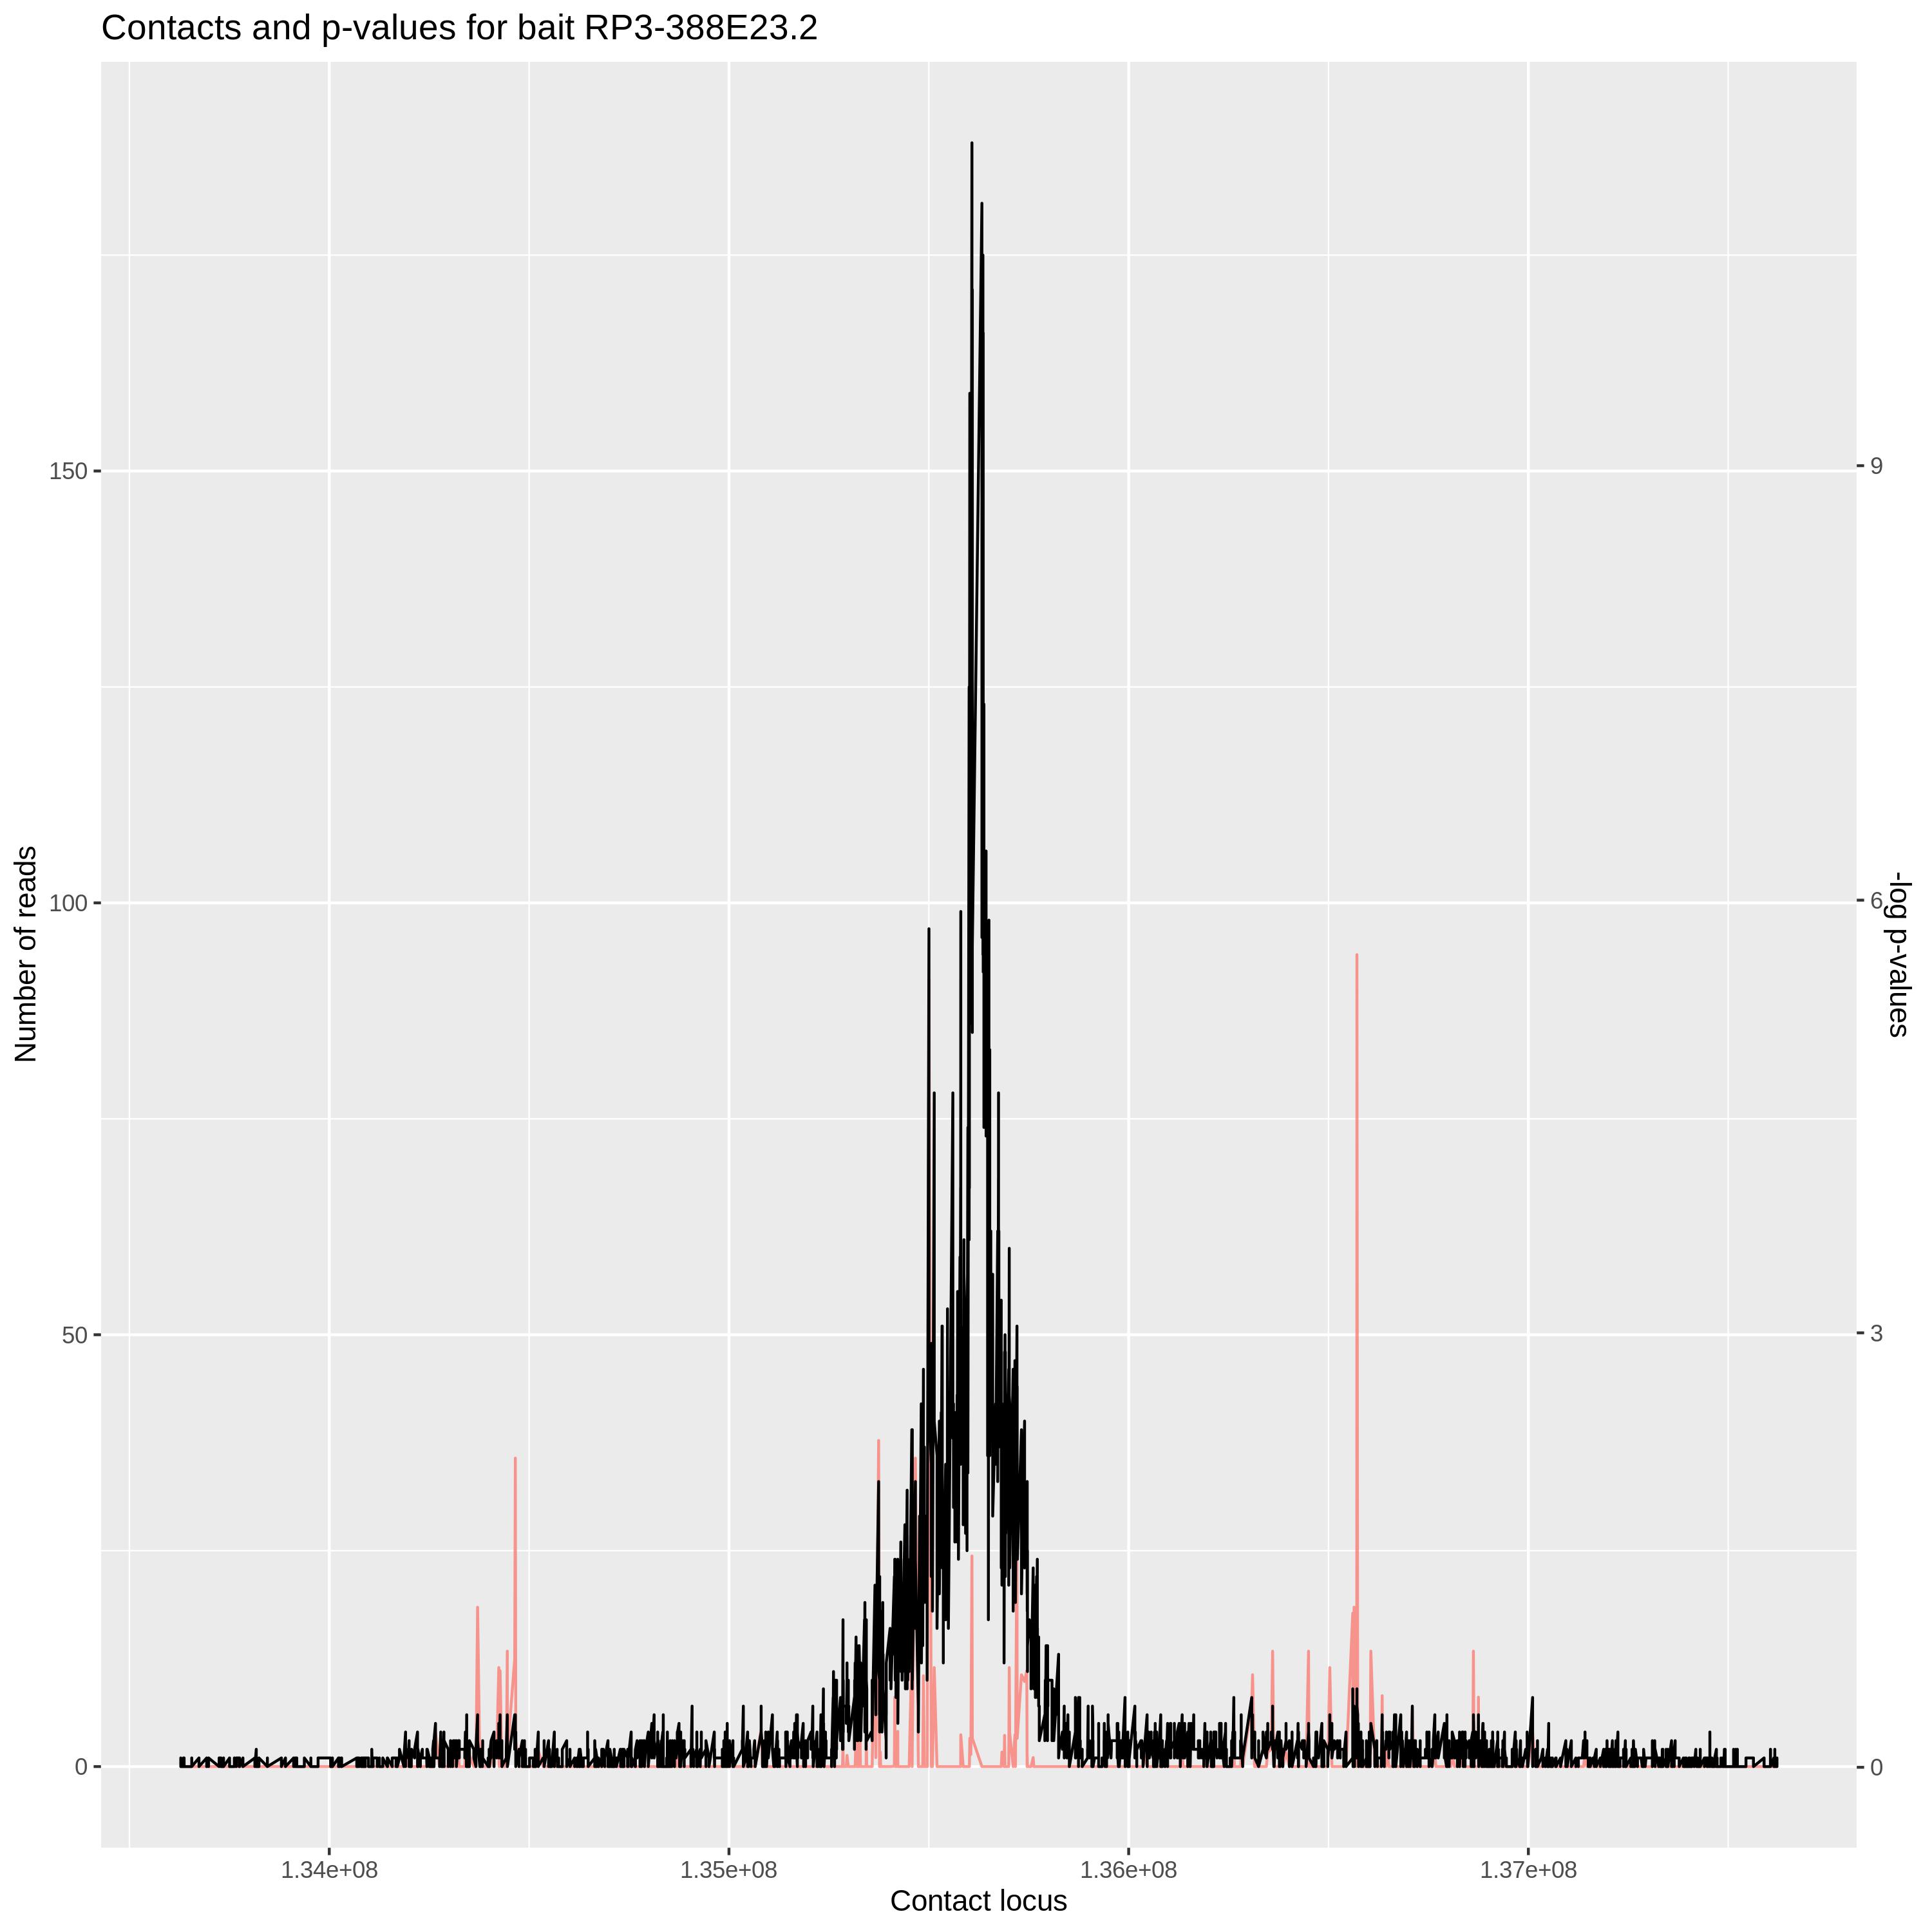 Contacts and p-values for bait RP3-388E23.2
Number of reads
150
100
50
0
9
6
3
0
-log p-values
1.34e+08
1.35e+08
1.36e+08
1.37e+08
Contact locus